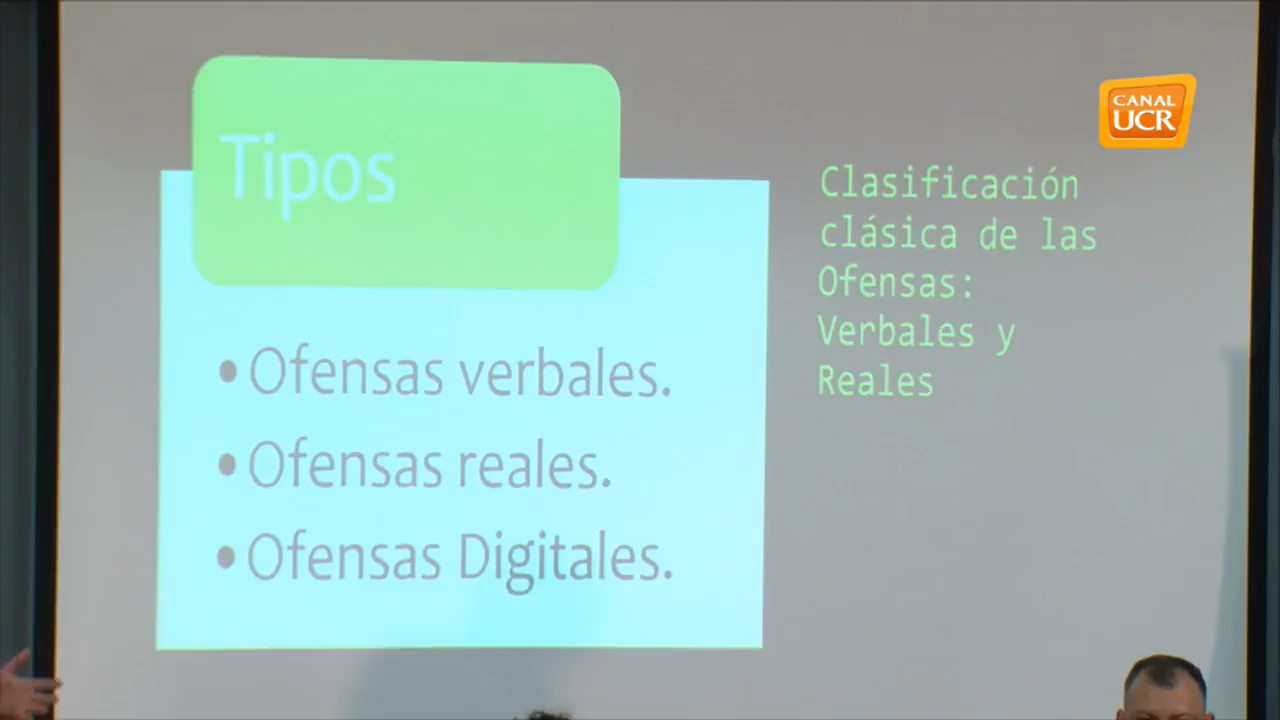 Tipos
• Ofensas verbales.
• Ofensas reales.
• Ofensas Digitales.
Clasificación
clásica de las
Ofensas:
Verbales y
Reales
CANAL
UCR